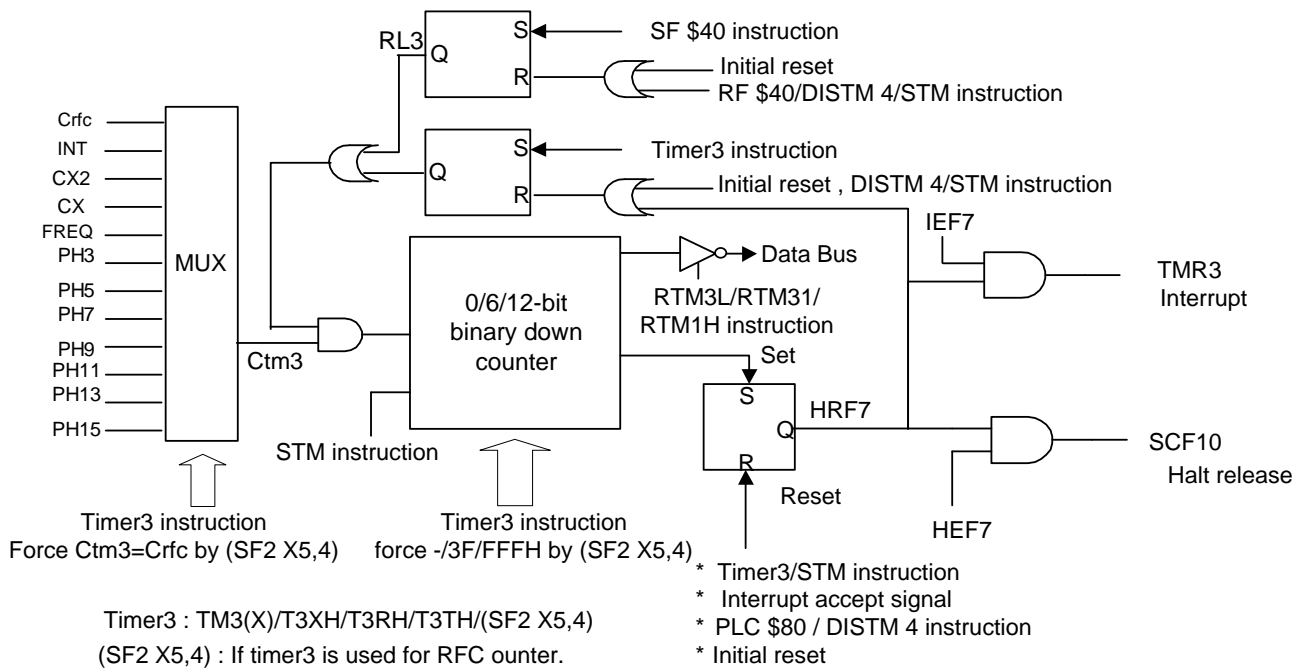 RL3
S
Q
R
SF $40 instruction
Initial reset
RF $40/DISTM 4/STM instruction
Crfc
INT
CX2
CX
FREQ
PH3
PH5
PH7
PH9
PH11
PH13
PH15
MUX
Ctm3
S
Q
R
Timer3 instruction
Initial reset , DISTM 4/STM instruction
0/6/12-bit
binary down
counter
Data Bus
RTM3L/RTM31/
RTM1H instruction
STM instruction
Set
S
Q
R
Reset
HRF7
IEF7
TMR3
Interrupt
SCF10
Halt release
HEF7
Timer3 instruction
Force Ctm3=Crfc by (SF2 X5,4)
Timer3 instruction
force -/3F/FFFH by (SF2 X5,4)
* Timer3/STM instruction
* Interrupt accept signal
* PLC $80 / DISTM 4 instruction
* Initial reset
Timer3 : TM3(X)/T3XH/T3RH/T3TH/(SF2 X5,4)
(SF2 X5,4) : If timer3 is used for RFC ounter.